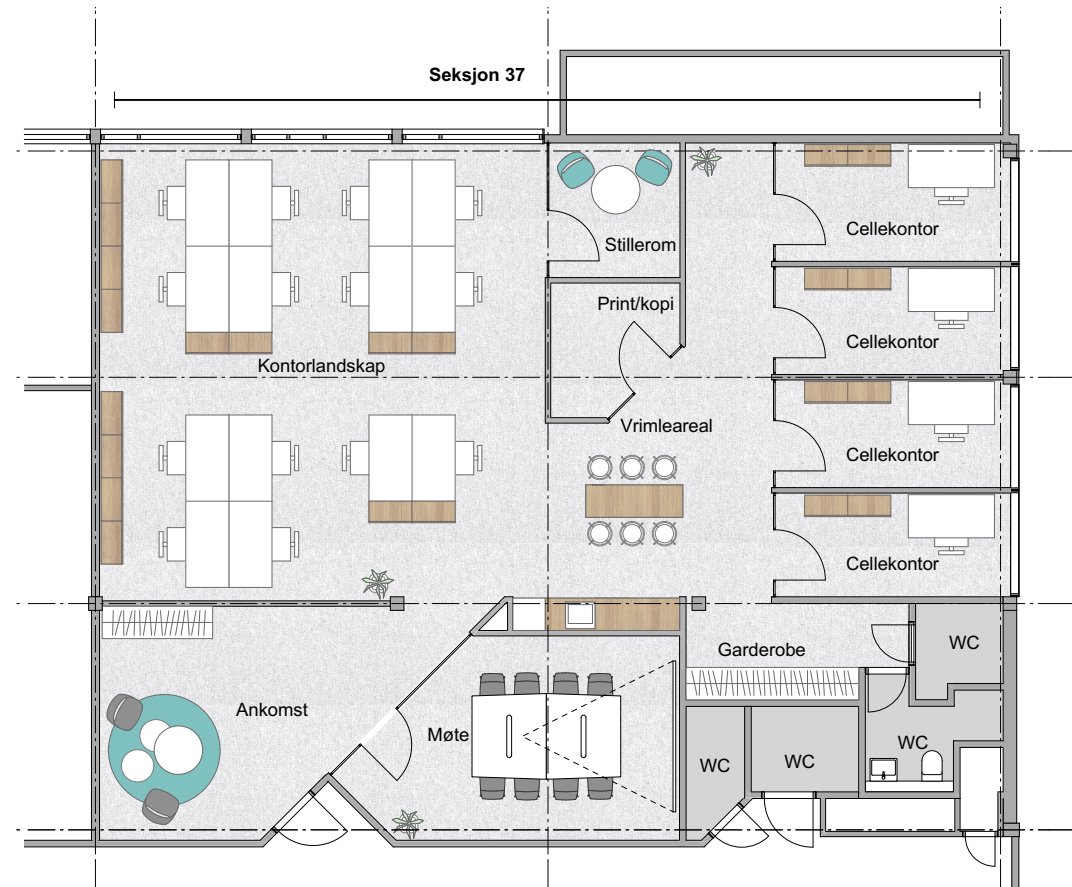 Seksjon 37
Cellekontor
Stillerom
Print/kopi
Cellekontor
Kontorlandskap
Vrimleareal
Cellekontor
Cellekontor
WC
Garderobe
Ankomst
Møte
WC
WC
WC